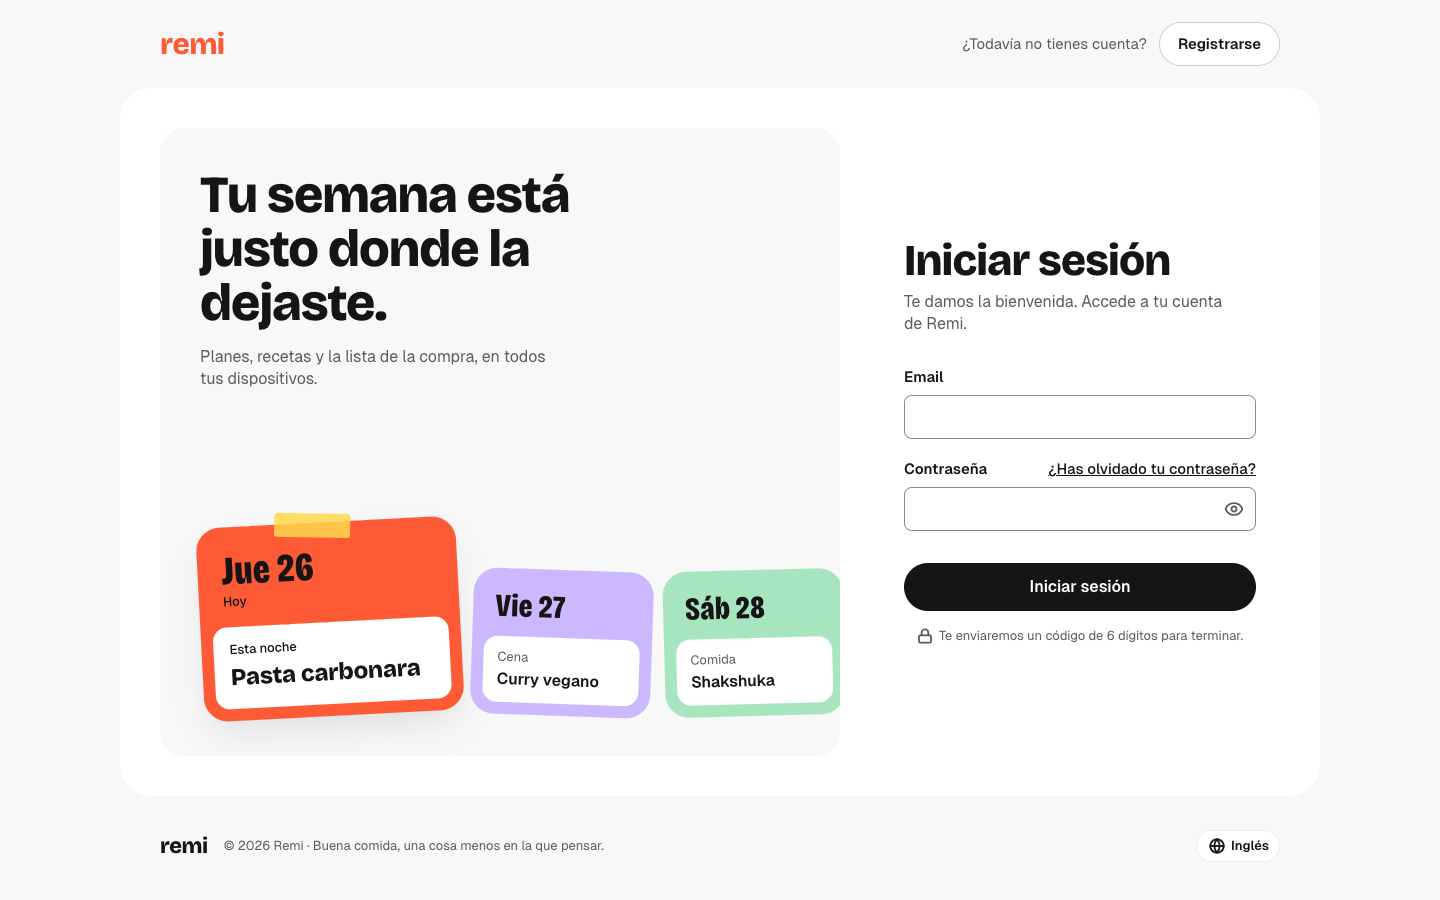 remi
¿Todavía no tienes cuenta?
Registrarse
Tu semana está
justo donde la
dejaste.
Planes, recetas y la lista de la compra, en todos
tus dispositivos.
Jue 26
Hoy
Esta noche
Pasta carbonara
Vie 27
Cena
Curry vegano
Sáb 28
Comida
Shakshuka
Iniciar sesión
Te damos la bienvenida. Accede a tu cuenta
de Remi.
Email
Contraseña
¿Has olvidado tu contraseña?
Iniciar sesión
Te enviaremos un código de 6 dígitos para terminar.
remi
© 2026 Remi · Buena comida, una cosa menos en la que pensar.
Inglés